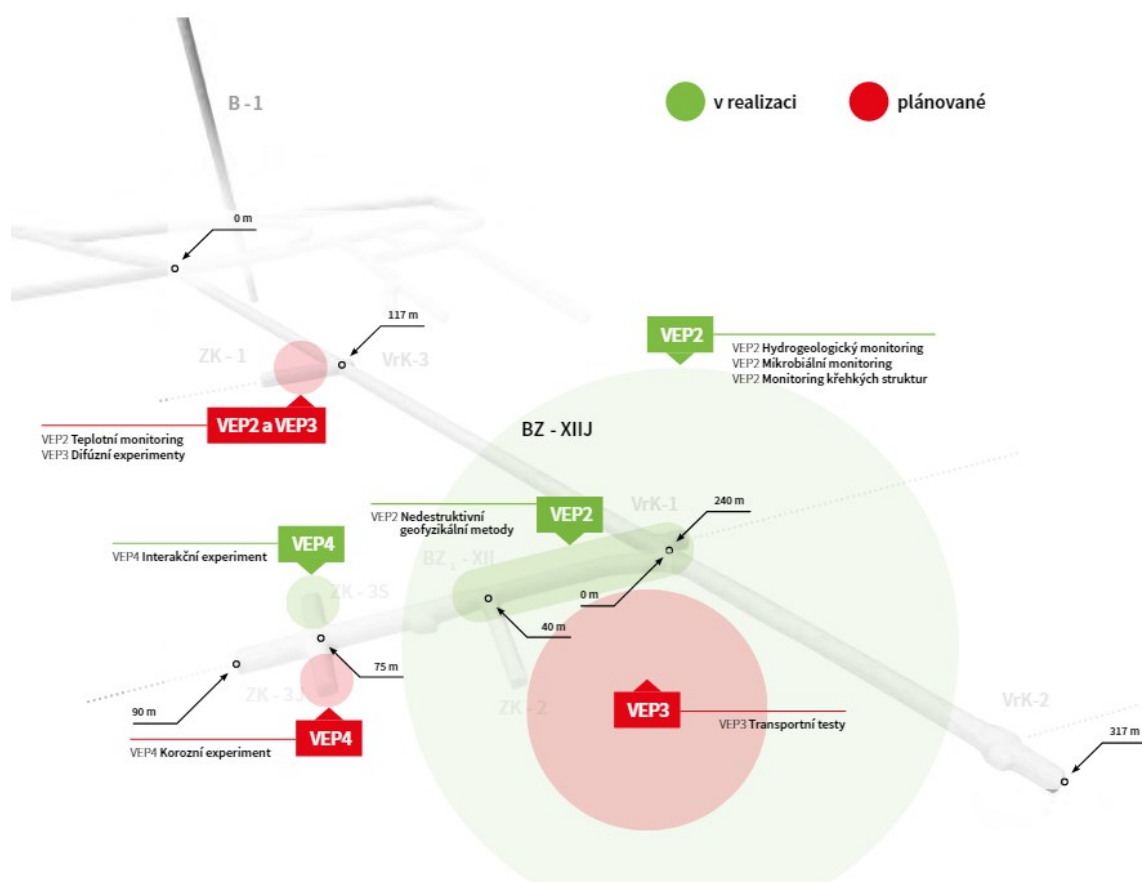 B - 1
v realizaci
plánované
0 m
117 m
ZK - 1
VrK-3
VEP2
VEP2 Hydrogeologický monitoring
VEP2 Mikrobiální monitoring
VEP2 Monitoring křehkých struktur
VEP2 a VEP3
VEP2 Teplotní monitoring
VEP3 Difúzní experimenty
BZ - XIIJ
VEP2 Nedestruktivní
geofyzikální metody
VEP2
VrK-1
240 m
VEP4
VEP4 Interakční experiment
BZ1 - XII
ZK - 3S
0 m
40 m
75 m
ZK - 3J
ZK - 2
90 m
VEP4
VEP4 Korozní experiment
VEP3
VEP3 Transportní testy
VrK-2
317 m